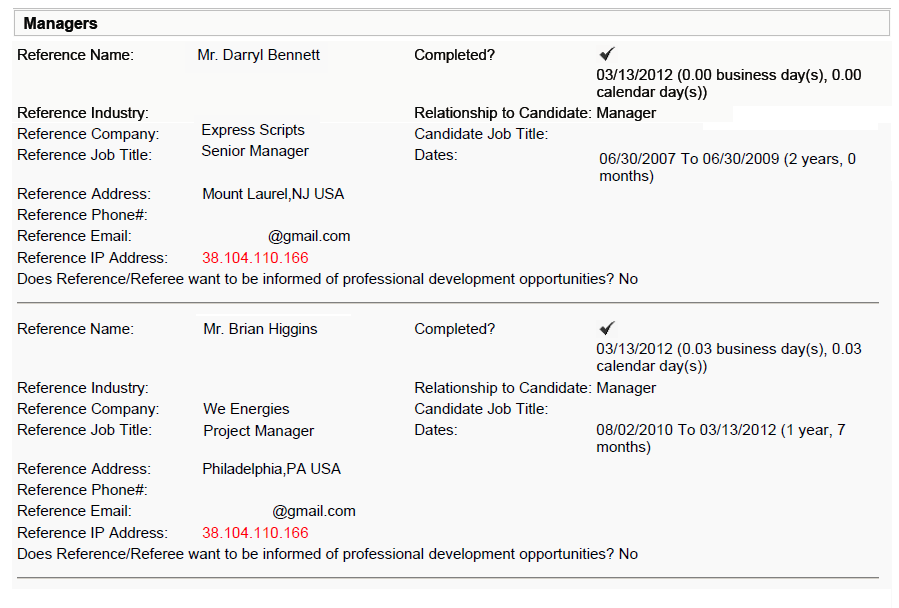 Managers
Reference Name: Mr. Darryl Bennett Completed? ✔
03/13/2012 (0.00 business day(s), 0.00
calendar day(s))
Reference Industry: Relationship to Candidate: Manager
Reference Company: Express Scripts Candidate Job Title:
Reference Job Title: Senior Manager Dates: 06/30/2007 To 06/30/2009 (2 years, 0
months)
Reference Address: Mount Laurel,NJ USA
Reference Phone#:
Reference Email: @gmail.com
Reference IP Address: 38.104.110.166
Does Reference/Referee want to be informed of professional development opportunities? No
Reference Name: Mr. Brian Higgins Completed? ✔
03/13/2012 (0.03 business day(s), 0.03
calendar day(s))
Reference Industry: Relationship to Candidate: Manager
Reference Company: We Energies Candidate Job Title:
Reference Job Title: Project Manager Dates: 08/02/2010 To 03/13/2012 (1 year, 7
months)
Reference Address: Philadelphia,PA USA
Reference Phone#:
Reference Email: @gmail.com
Reference IP Address: 38.104.110.166
Does Reference/Referee want to be informed of professional development opportunities? No